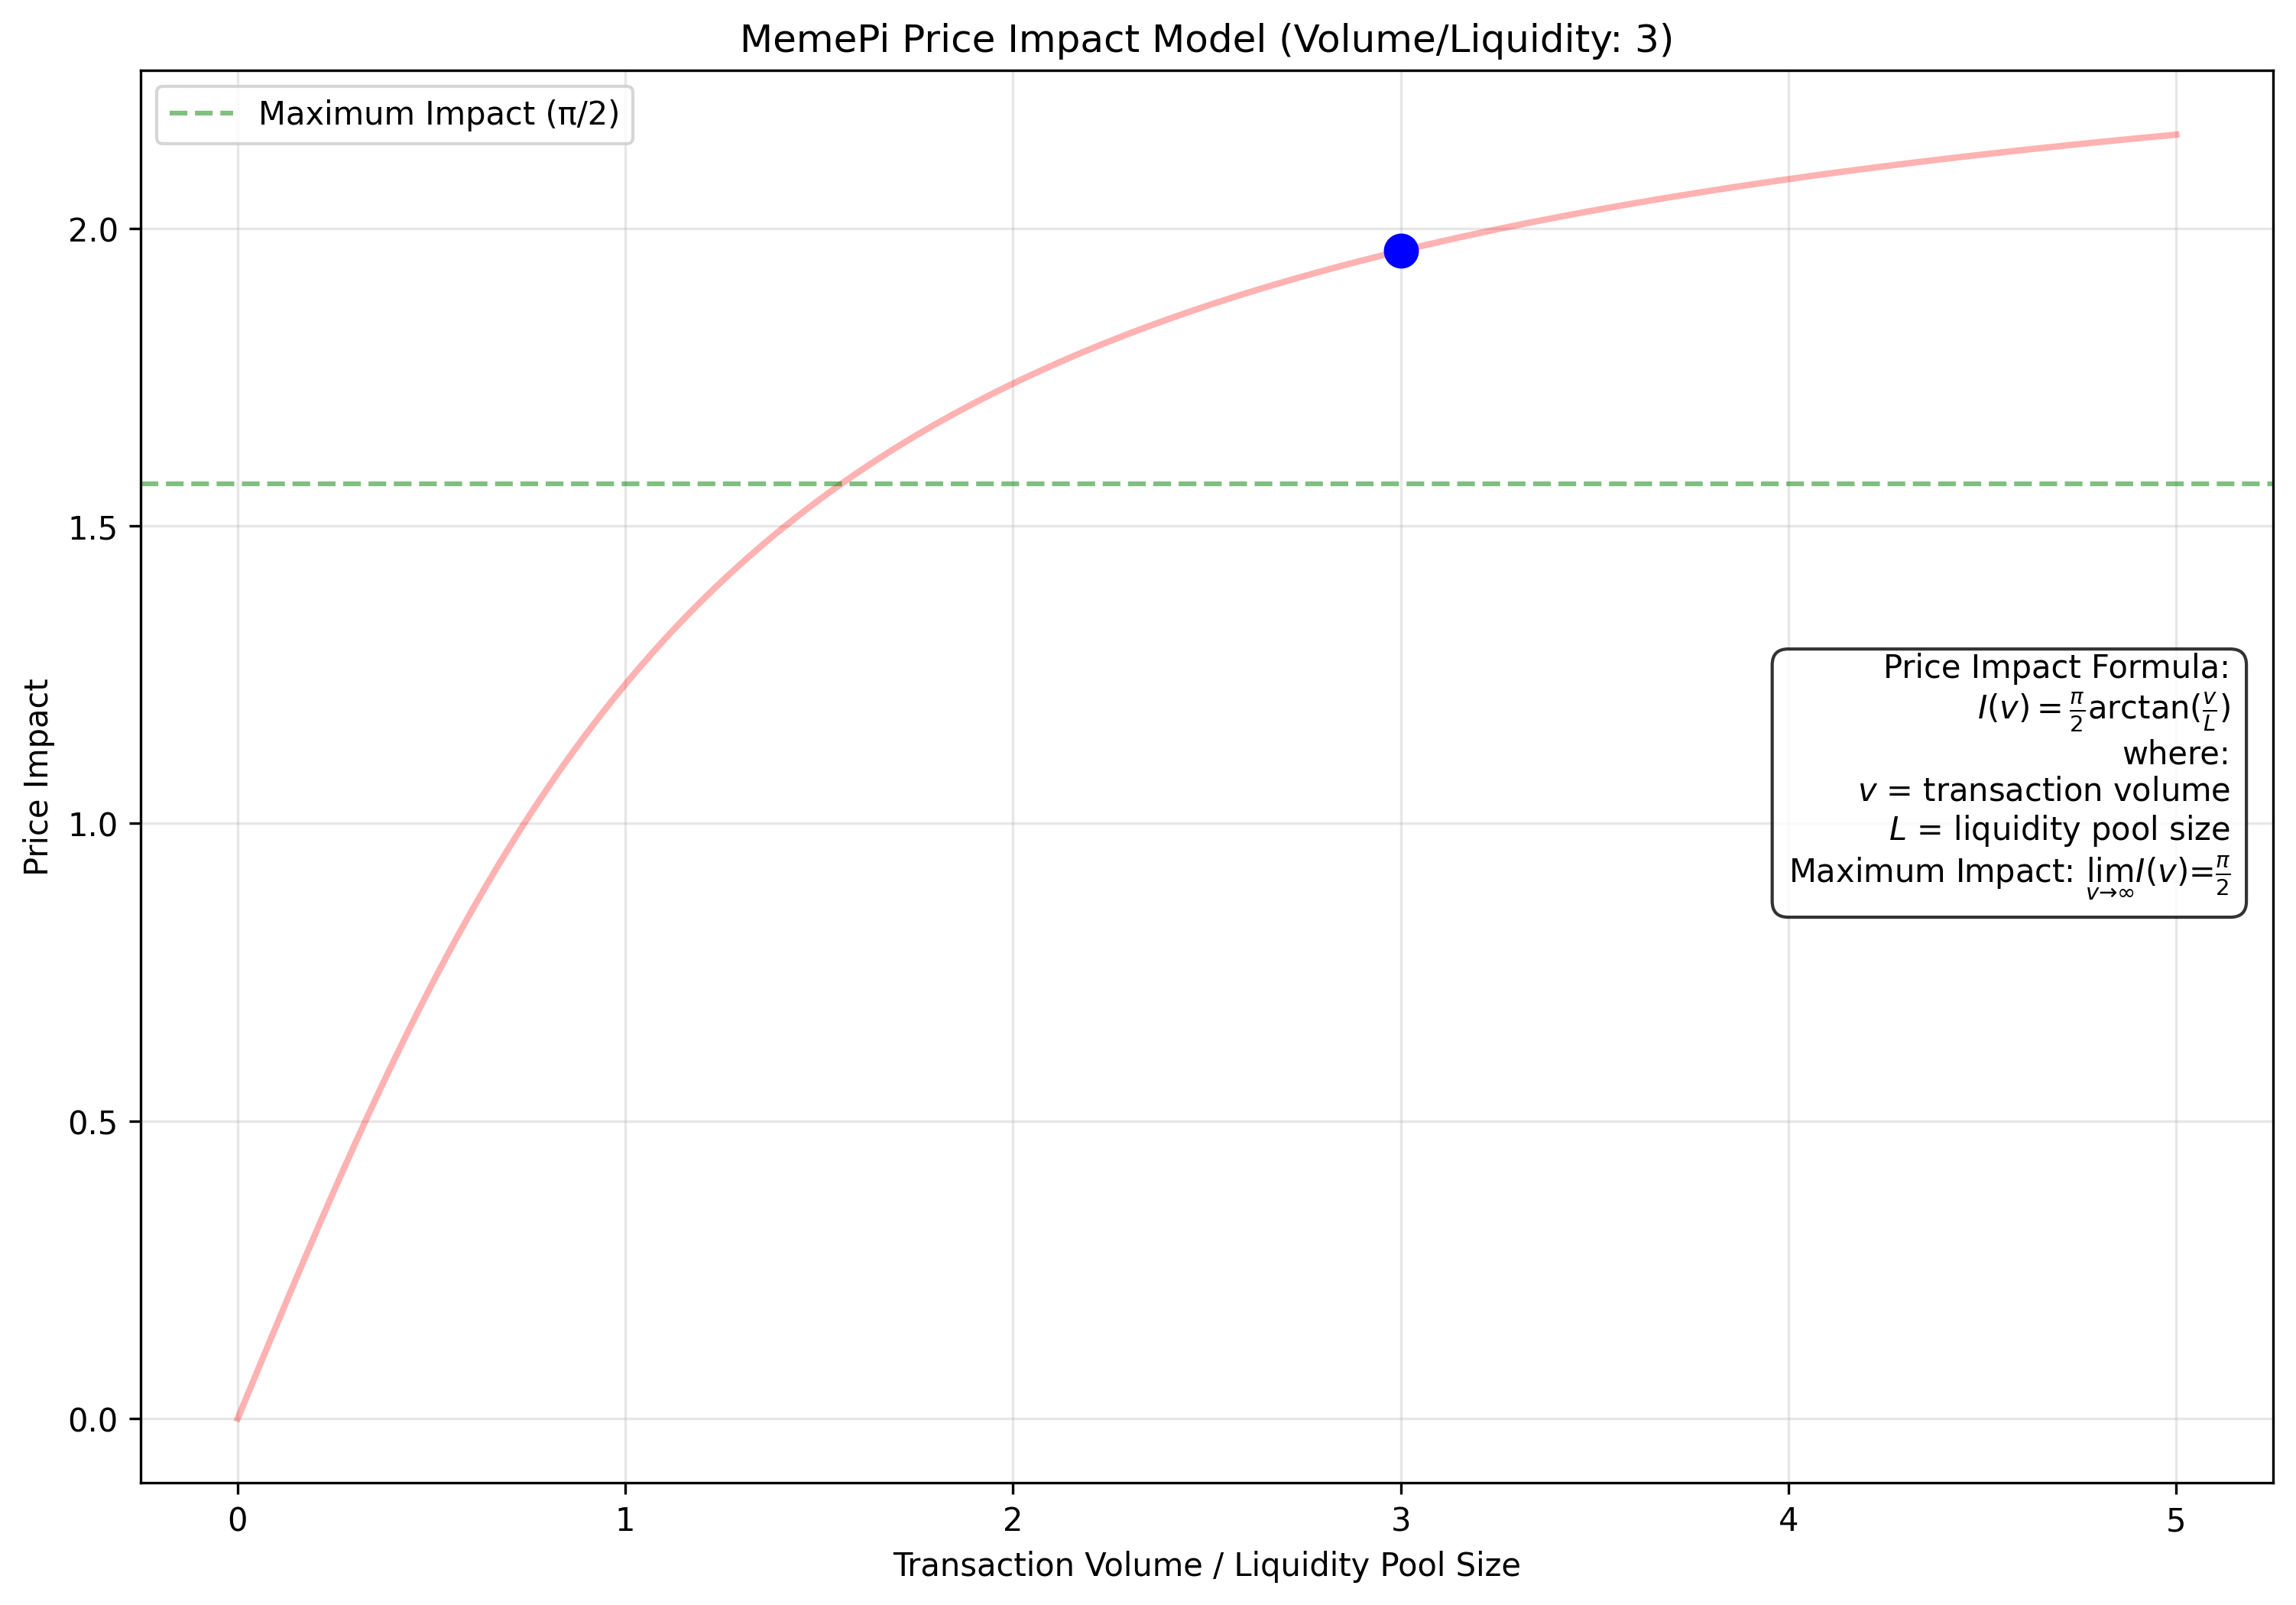 MemePi Price Impact Model (Volume/Liquidity: 3)
Maximum Impact (π/2)
Price Impact
2.0
1.5
1.0
0.5
0.0
Price Impact Formula:
I(v) = π/2 arctan(v/L)
where:
v = transaction volume
L = liquidity pool size
Maximum Impact: lim v→∞ I(v)=π/2
0 1 2 3 4 5
Transaction Volume / Liquidity Pool Size